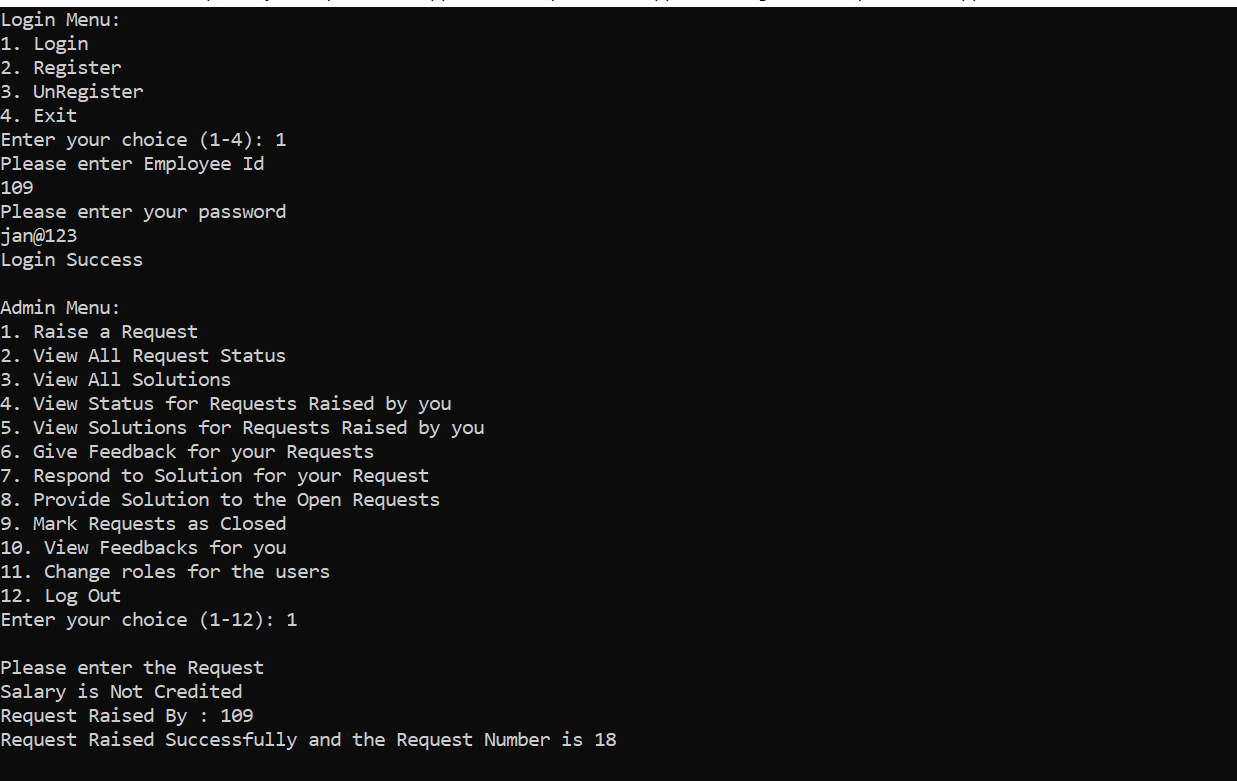 Login Menu:
1. Login
2. Register
3. UnRegister
4. Exit
Enter your choice (1-4): 1
Please enter Employee Id
109
Please enter your password
jan@123
Login Success
Admin Menu:
1. Raise a Request
2. View All Request Status
3. View All Solutions
4. View Status for Requests Raised by you
5. View Solutions for Requests Raised by you
6. Give Feedback for your Requests
7. Respond to Solution for your Request
8. Provide Solution to the Open Requests
9. Mark Requests as Closed
10. View Feedbacks for you
11. Change roles for the users
12. Log Out
Enter your choice (1-12): 1
Please enter the Request
Salary is Not Credited
Request Raised By : 109
Request Raised Successfully and the Request Number is 18